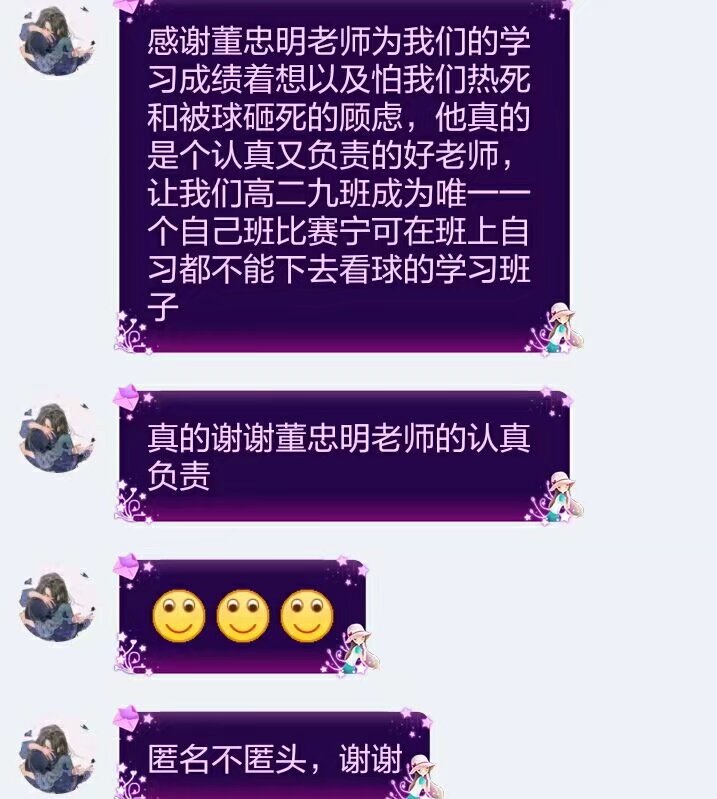 感谢董忠明老师为我们的学
习成绩着想以及怕我们热死
和被球砸死的顾虑，他真的
是个认真又负责的好老师，
让我们高二九班成为唯一一
个自己班比赛宁可在班上自
习都不能下去看球的学习班
子
真的谢谢董忠明老师的认真
负责
匿名不匿头，谢谢